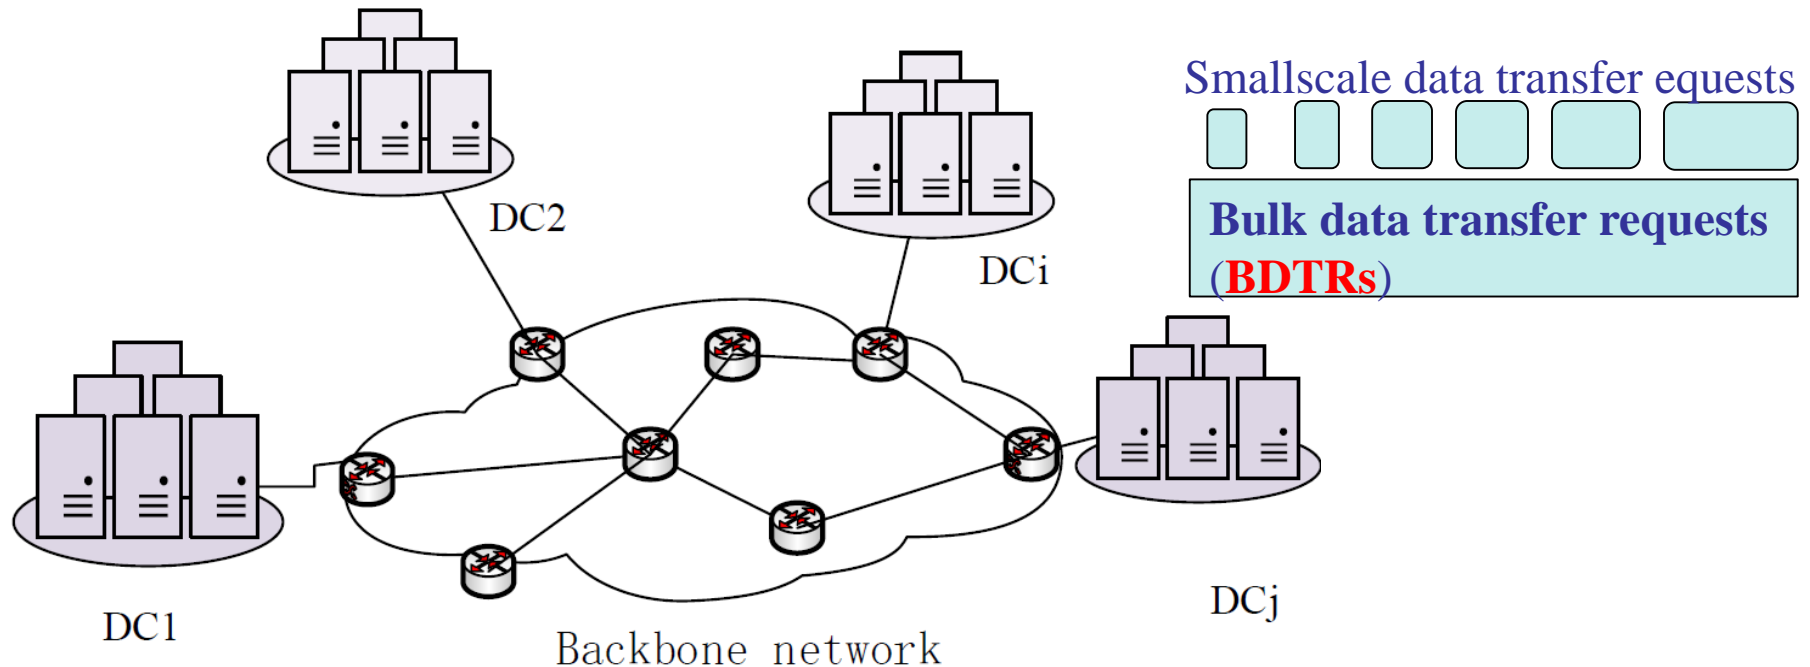 Smallscale data transfer equests
DC2
Bulk data transfer requests
(BDTRs)
DCi
DC1
DCj
Backbone network